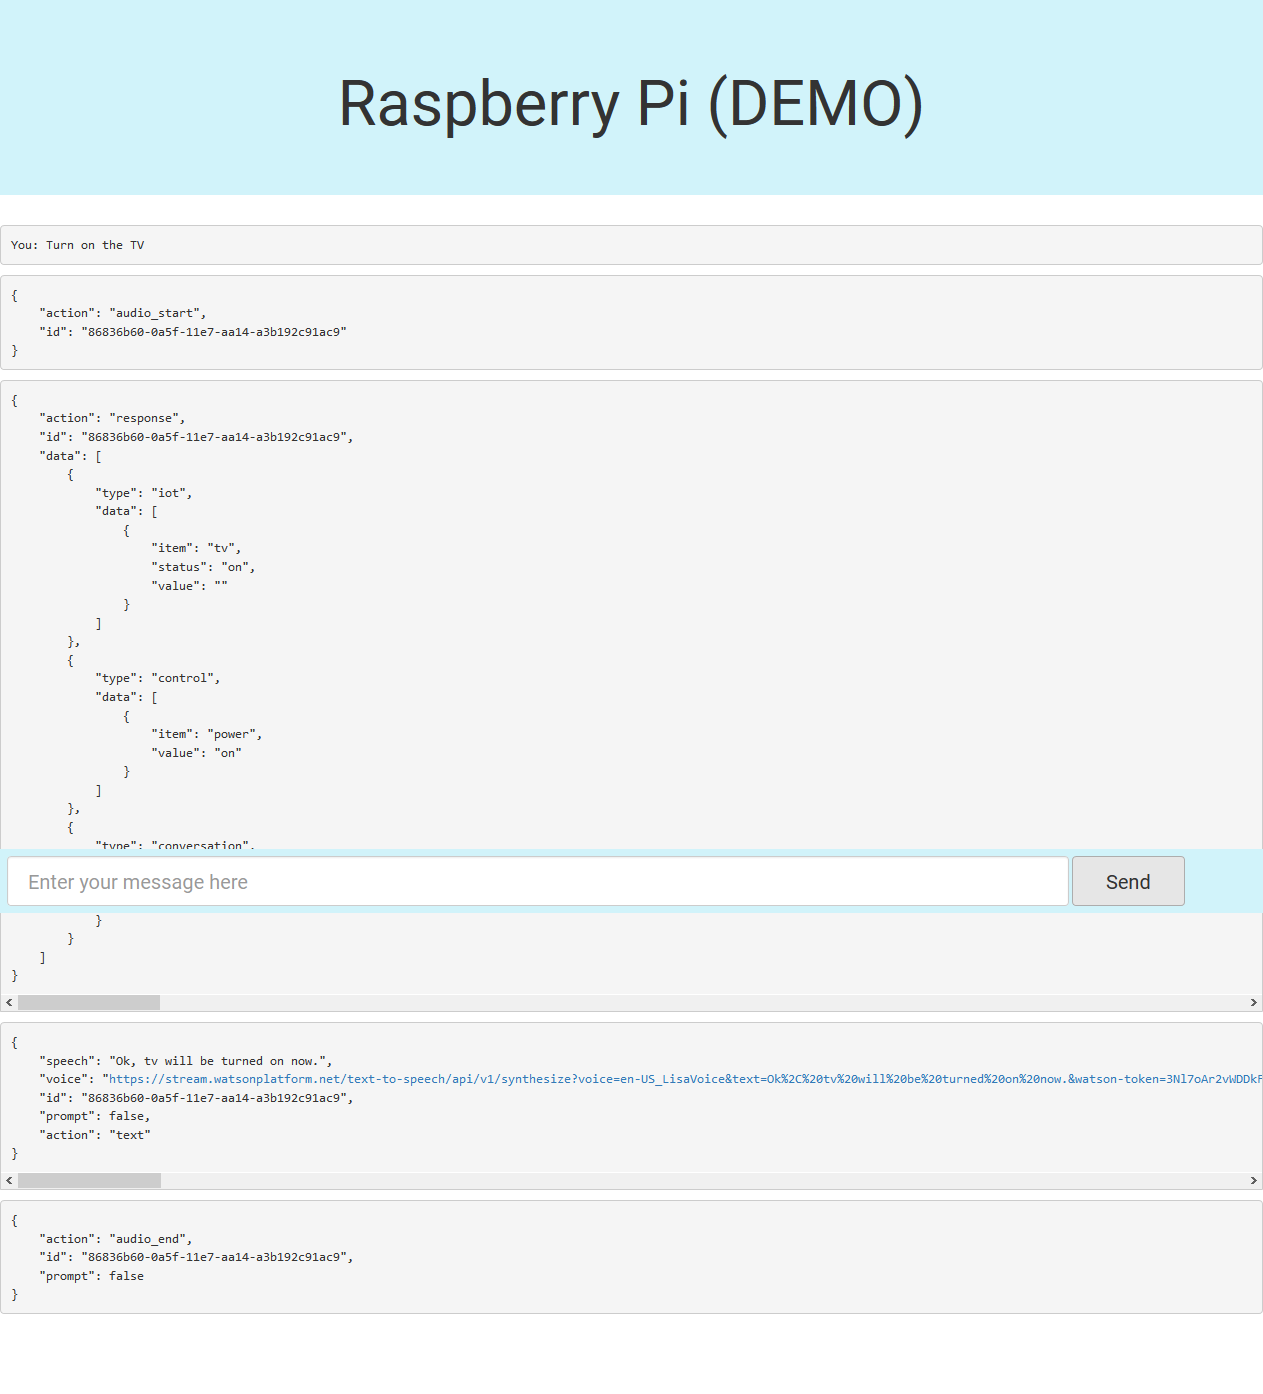 Raspberry Pi (DEMO)
You: Turn on the TV
{
    "action": "audio_start",
    "id": "86836b60-0a5f-11e7-aa14-a3b192c91ac9"
}
{
    "action": "response",
    "id": "86836b60-0a5f-11e7-aa14-a3b192c91ac9",
    "data": [
        {
            "type": "iot",
            "data": [
                {
                    "item": "tv",
                    "status": "on",
                    "value": ""
                }
            ]
        },
        {
            "type": "control",
            "data": [
                {
                    "item": "power",
                    "value": "on"
                }
            ]
        },
        {
            "type": "conversation",
Enter your message here Send
            }
        }
    ]
}
{
    "speech": "Ok, tv will be turned on now.",
    "voice": "https://stream.watsonplatform.net/text-to-speech/api/v1/synthesize?voice=en-US_LisaVoice&text=Ok%2C%20tv%20will%20be%20turned%20on%20now.&watson-token=3Nl7oAr2vWDDkF
    "id": "86836b60-0a5f-11e7-aa14-a3b192c91ac9",
    "prompt": false,
    "action": "text"
}
{
    "action": "audio_end",
    "id": "86836b60-0a5f-11e7-aa14-a3b192c91ac9",
    "prompt": false
}